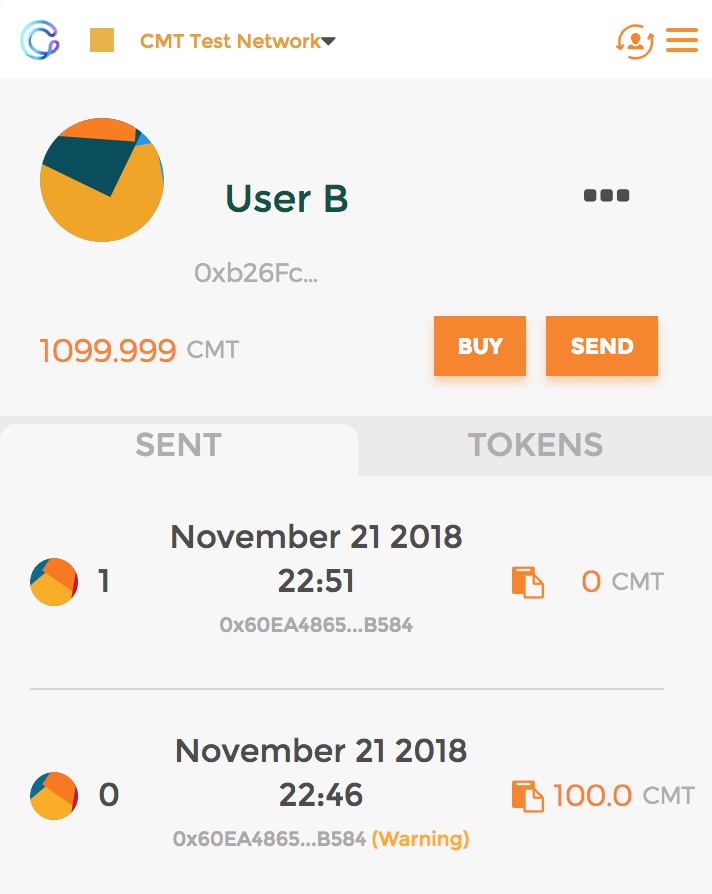 CMT Test Network
User B
0xb26Fc...
1099.999 CMT
BUY
SEND
SENT
TOKENS
November 21 2018
1 22:51 0 CMT
0x60EA4865...B584
November 21 2018
0 22:46 100.0 CMT
0x60EA4865...B584 (Warning)